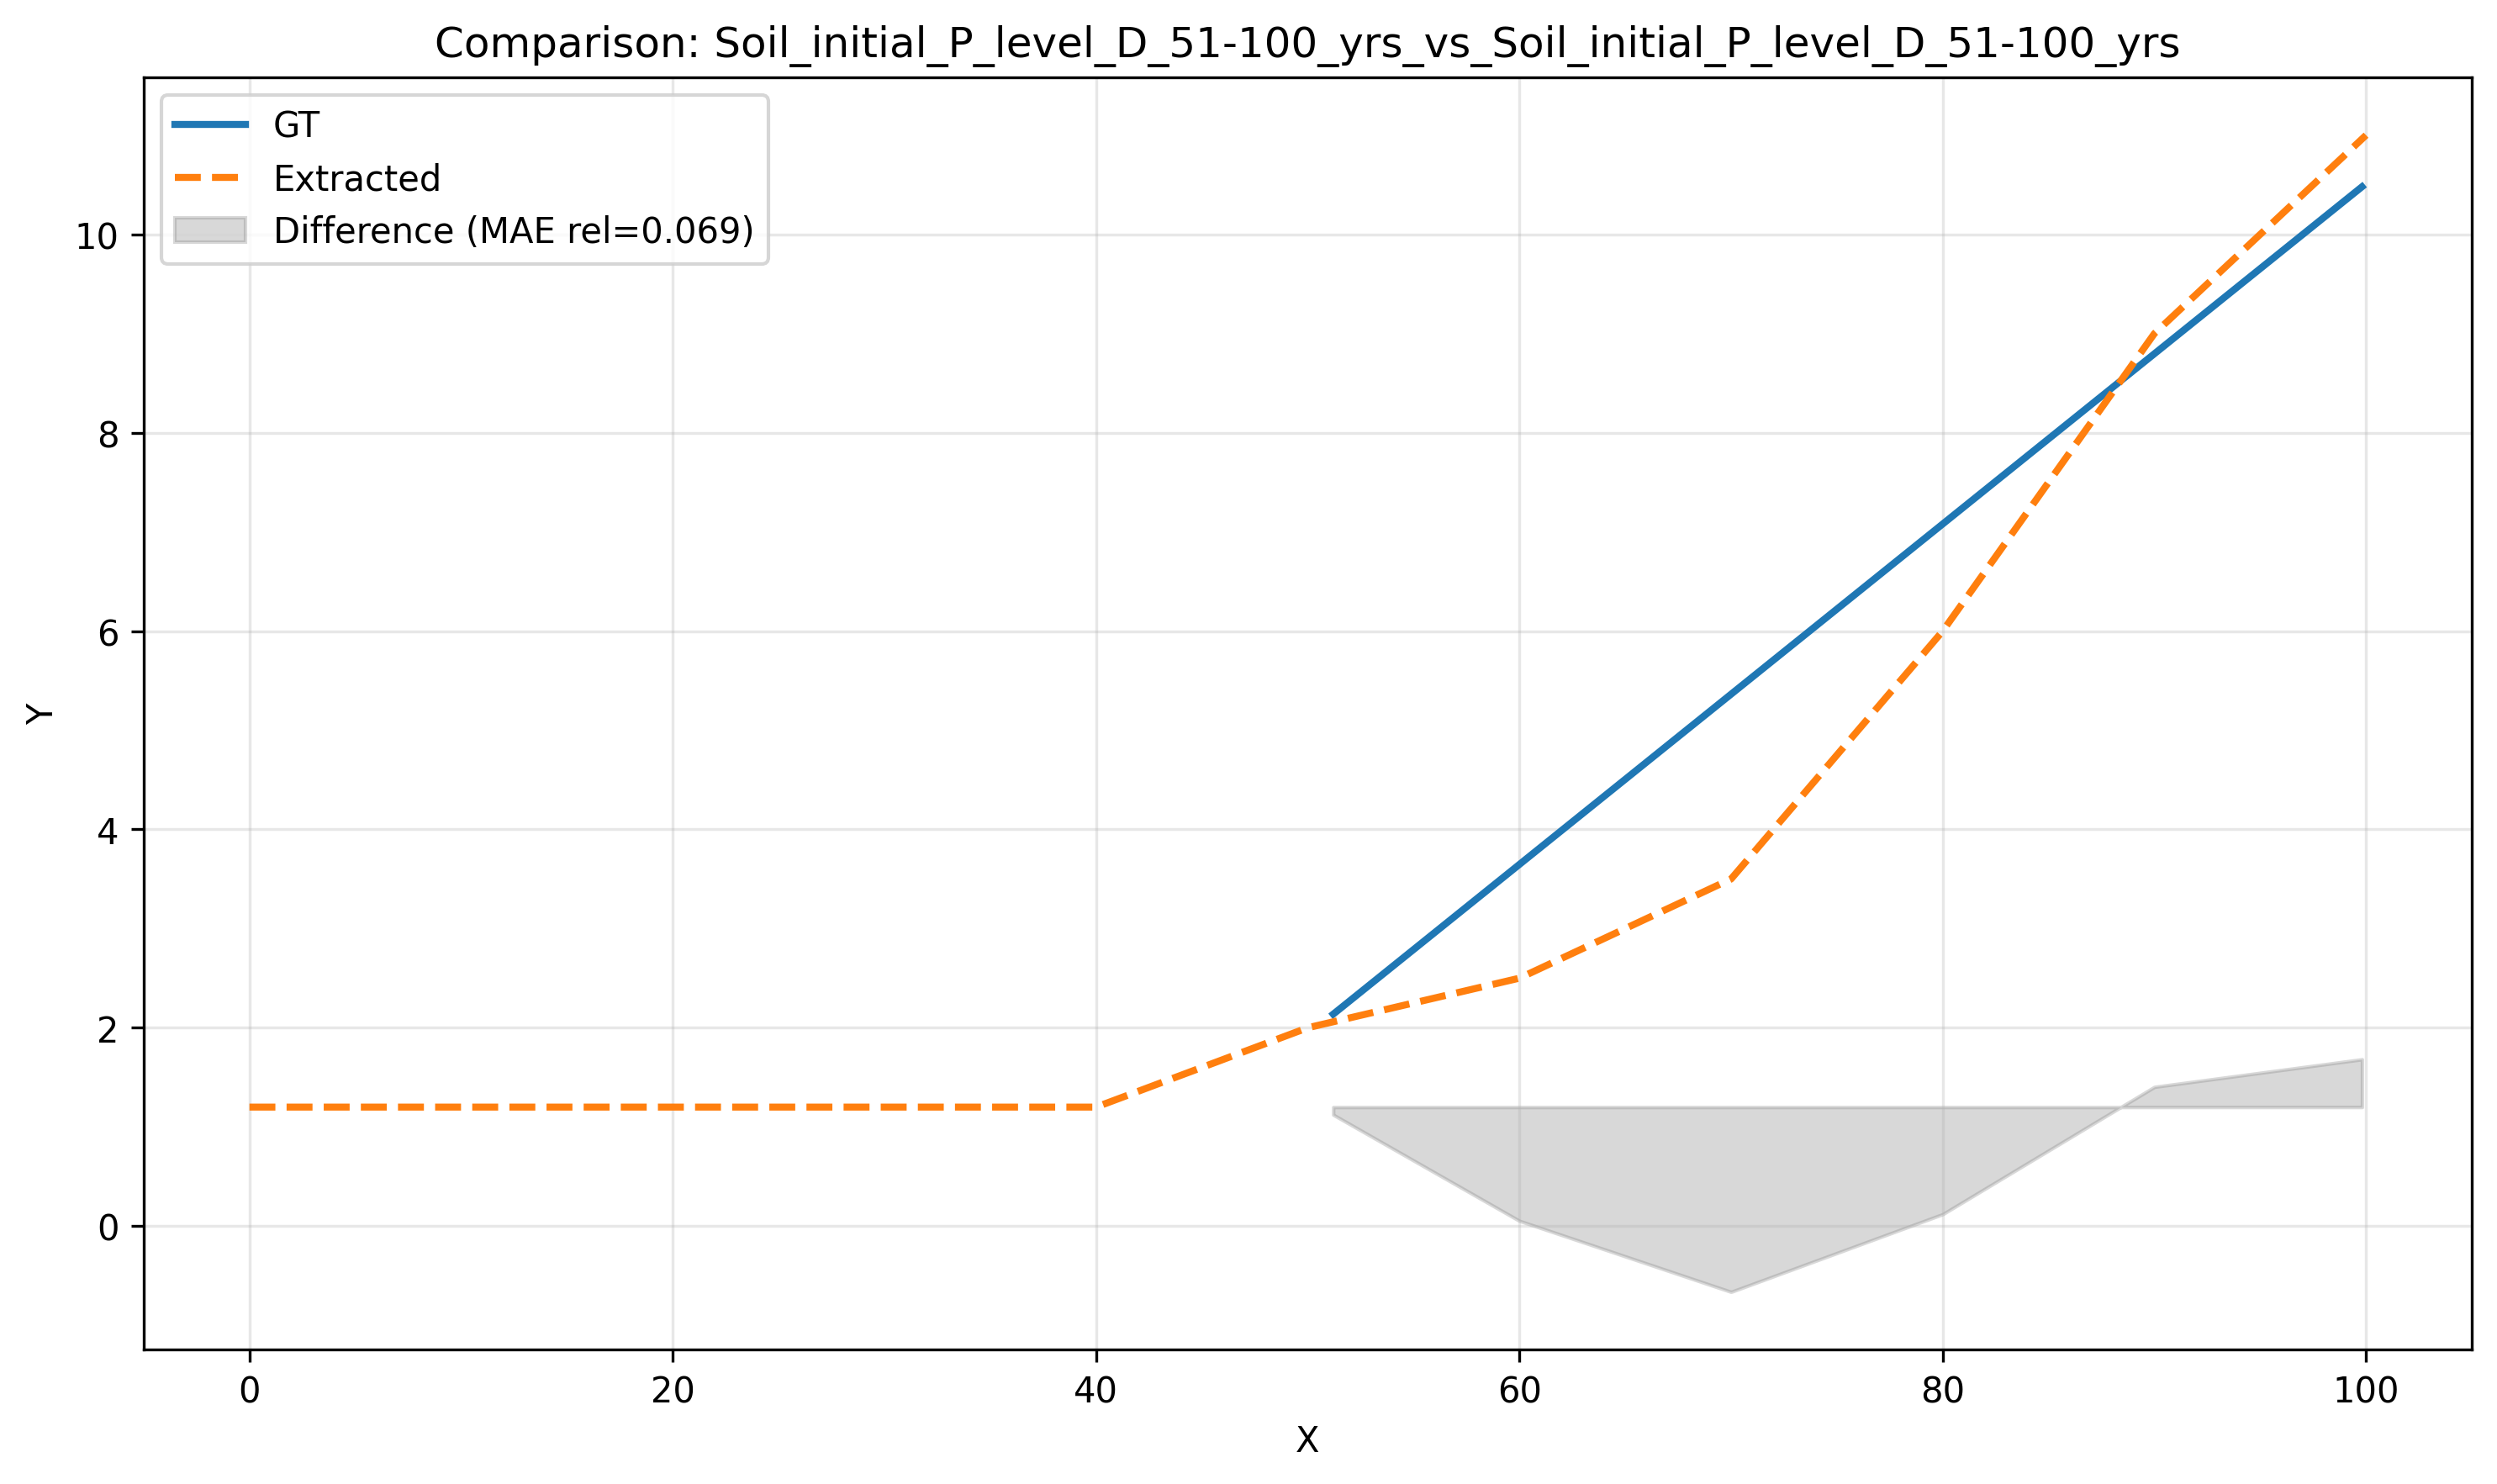 Comparison: Soil_initial_P_level_D_51-100_yrs_vs_Soil_initial_P_level_D_51-100_yrs
GT
Extracted
Difference (MAE rel=0.069)
10
8
6
4
2
0
Y
0 20 40 60 80 100
X